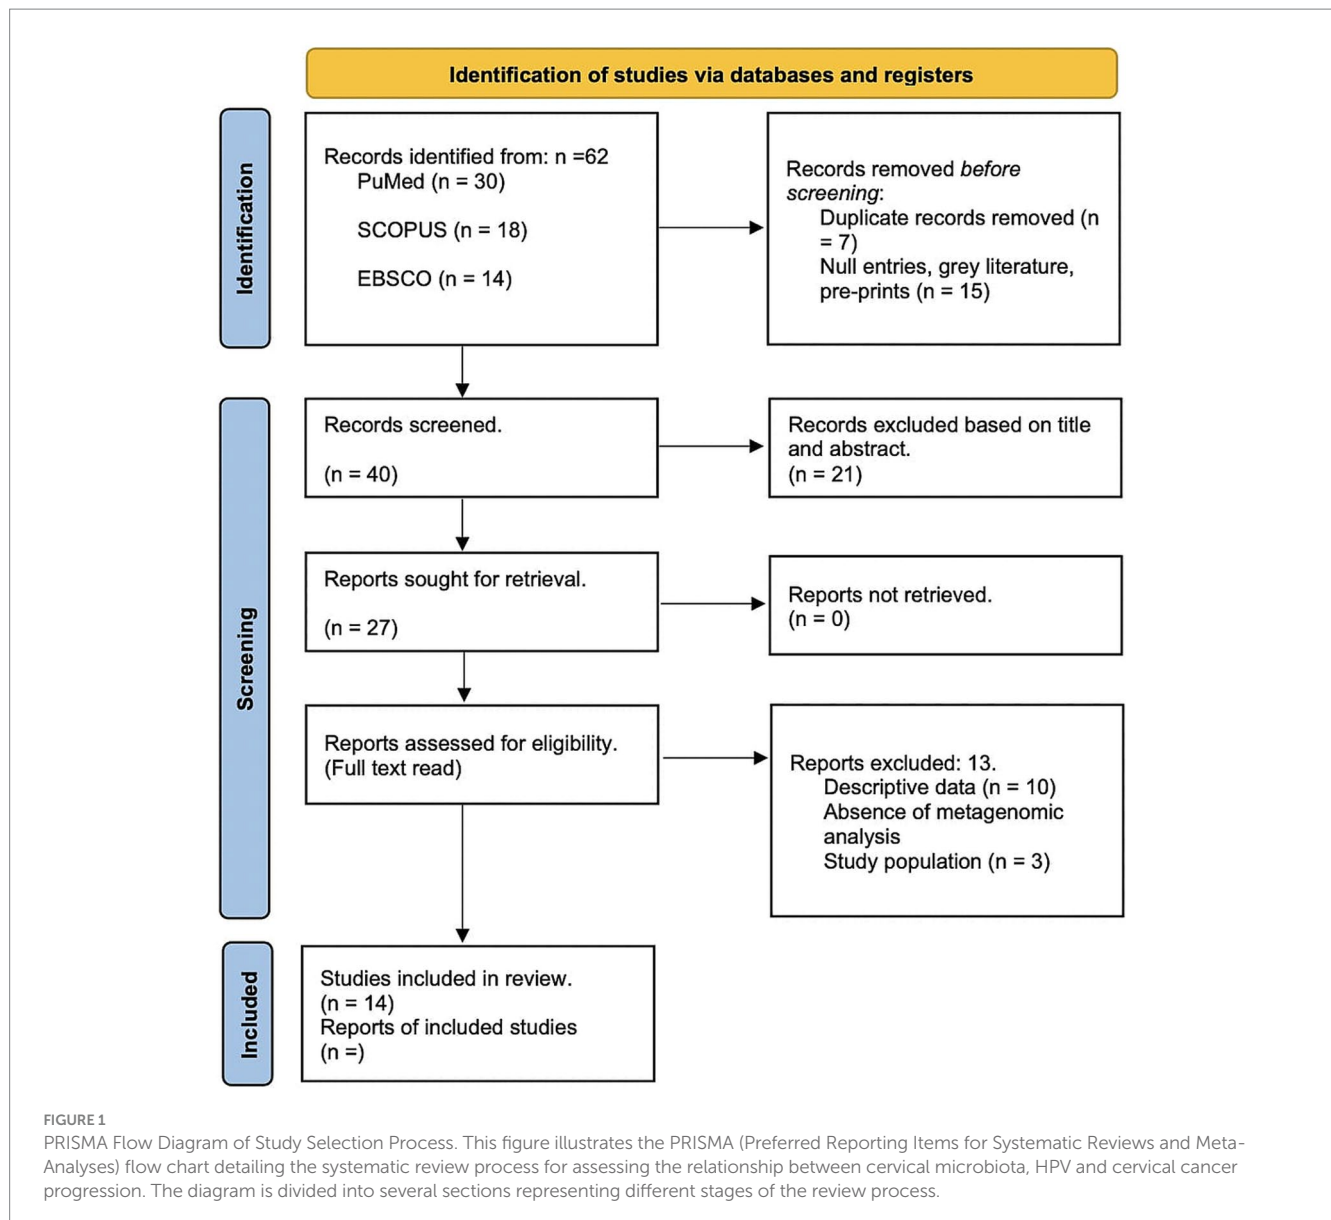 Identification of studies via databases and registers
Identification
Records identified from: n =62
PuMed (n = 30)
SCOPUS (n = 18)
EBSCO (n = 14)
Records removed before
screening:
Duplicate records removed (n
= 7)
Null entries, grey literature,
pre-prints (n = 15)
Screening
Records screened.
(n = 40)
Records excluded based on title
and abstract.
(n = 21)
Reports sought for retrieval.
(n = 27)
Reports not retrieved.
(n = 0)
Reports assessed for eligibility.
(Full text read)
Reports excluded: 13.
Descriptive data (n = 10)
Absence of metagenomic
analysis
Study population (n = 3)
Included
Studies included in review.
(n = 14)
Reports of included studies
(n =)
FIGURE 1
PRISMA Flow Diagram of Study Selection Process. This figure illustrates the PRISMA (Preferred Reporting Items for Systematic Reviews and Meta-
Analyses) flow chart detailing the systematic review process for assessing the relationship between cervical microbiota, HPV and cervical cancer
progression. The diagram is divided into several sections representing different stages of the review process.